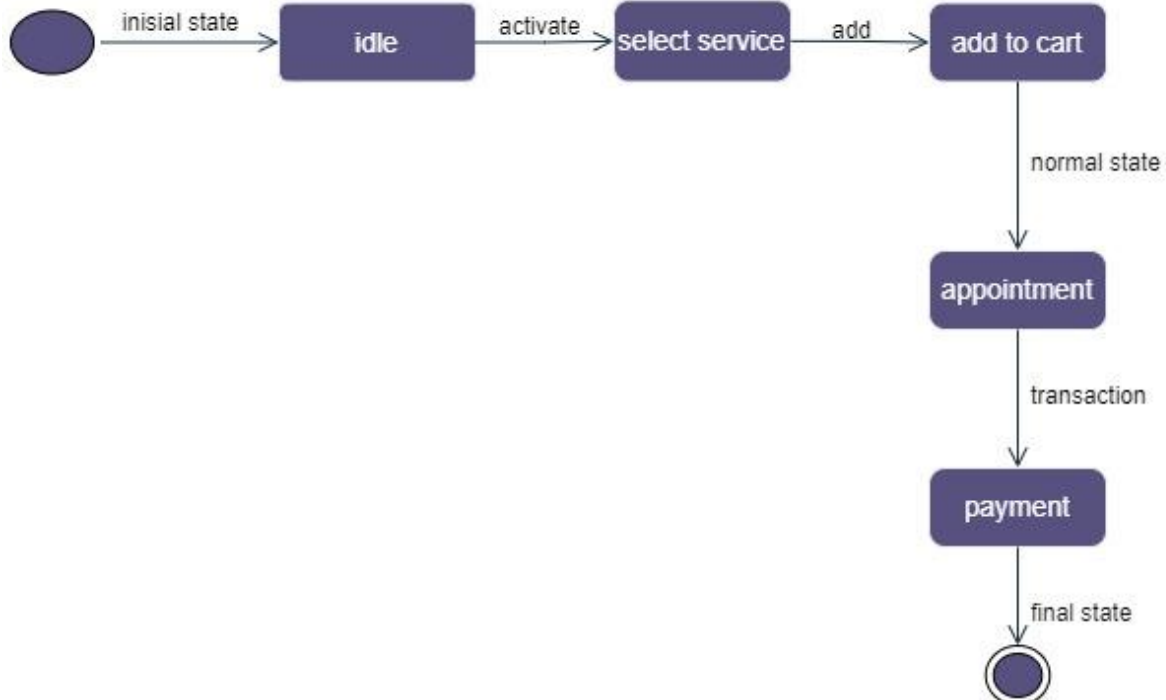 inisial state
idle
activate
select service
add
add to cart
normal state
appointment
transaction
payment
final state